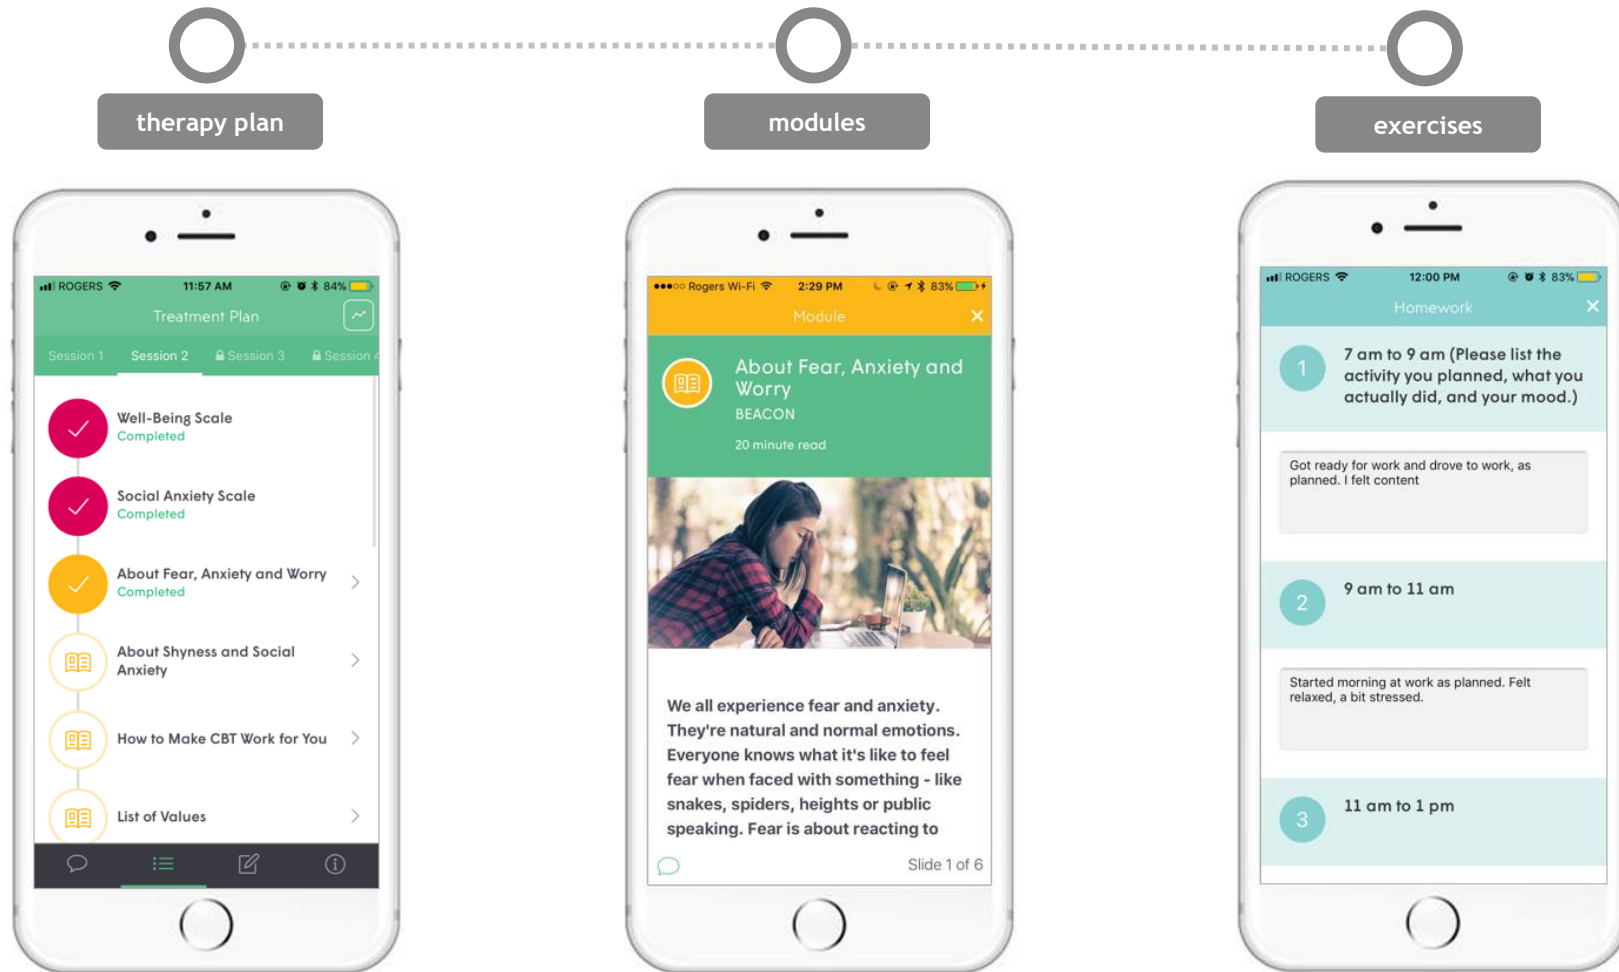 therapy plan
modules
exercises
ROGERS
11:57 AM
84%
Treatment Plan
Session 1
Session 2
Session 3
Session 4
Well-Being Scale
Completed
Social Anxiety Scale
Completed
About Fear, Anxiety and Worry
Completed
About Shyness and Social
Anxiety
How to Make CBT Work for You
List of Values
Rogers Wi-Fi
2:29 PM
83%
Module
About Fear, Anxiety and
Worry
BEACON
20 minute read
We all experience fear and anxiety.
They're natural and normal emotions.
Everyone knows what it's like to feel
fear when faced with something - like
snakes, spiders, heights or public
speaking. Fear is about reacting to
Slide 1 of 6
ROGERS
12:00 PM
83%
Homework
1
7 am to 9 am (Please list the
activity you planned, what you
actually did, and your mood.)
Got ready for work and drove to work, as
planned. I felt content
2
9 am to 11 am
Started morning at work as planned. Felt
relaxed, a bit stressed.
3
11 am to 1 pm